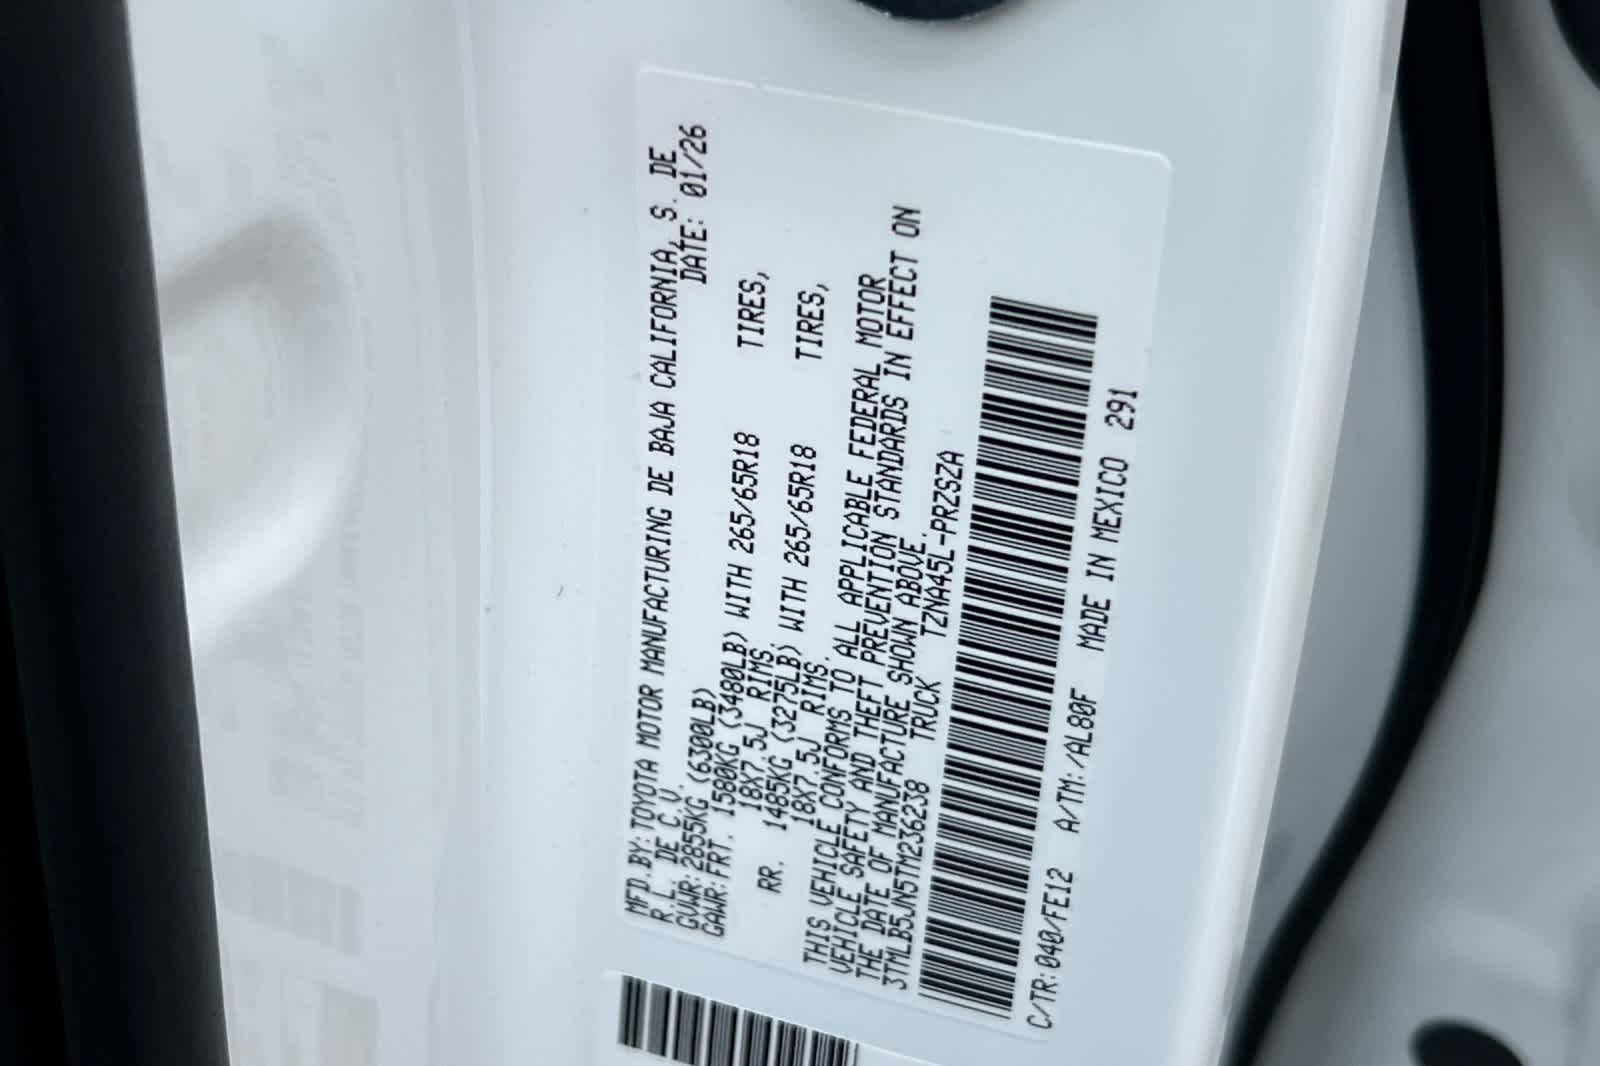 MFD.BY:TOYOTA MOTOR MANUFACTURING DE BAJA CALIFORNIA, S. DE
R.L. DE C.V. DATE: 01/26
GVWR:2855KG (6300LB)
GAWR:FRT. 1580KG (3480LB) WITH 265/65R18 TIRES,
18X7.5J RIMS.
RR. 1485KG (3275LB) WITH 265/65R18 TIRES,
18X7.5J RIMS.
THIS VEHICLE CONFORMS TO ALL APPLICABLE FEDERAL MOTOR
VEHICLE SAFETY AND THEFT PREVENTION STANDARDS IN EFFECT ON
THE DATE OF MANUFACTURE SHOWN ABOVE.
3TMLB5JN5TM236238 TRUCK TZNA45L-PRZSZA
C/TR:040/FE12 A/TM:/AL80F MADE IN MEXICO 291